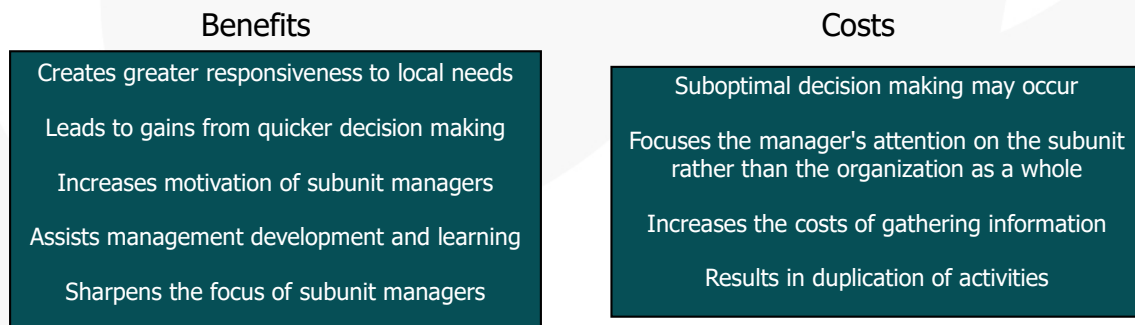 Benefits
Creates greater responsiveness to local needs
Leads to gains from quicker decision making
Increases motivation of subunit managers
Assists management development and learning
Sharpens the focus of subunit managers
Costs
Suboptimal decision making may occur
Focuses the manager's attention on the subunit
rather than the organization as a whole
Increases the costs of gathering information
Results in duplication of activities